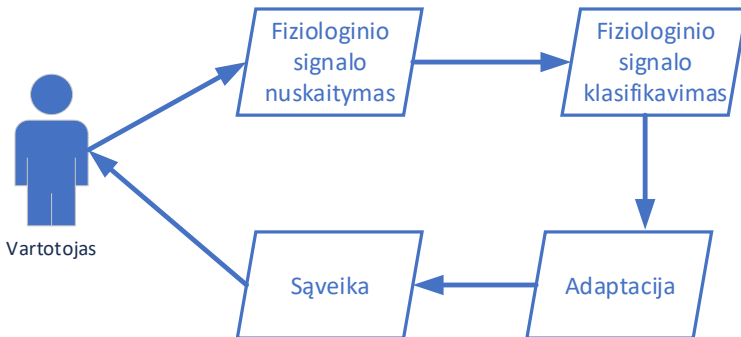 Fiziologinio
signalo
nuskaitymas
Fiziologinio
signalo
klasifikavimas
Vartotojas
Sąveika
Adaptacija